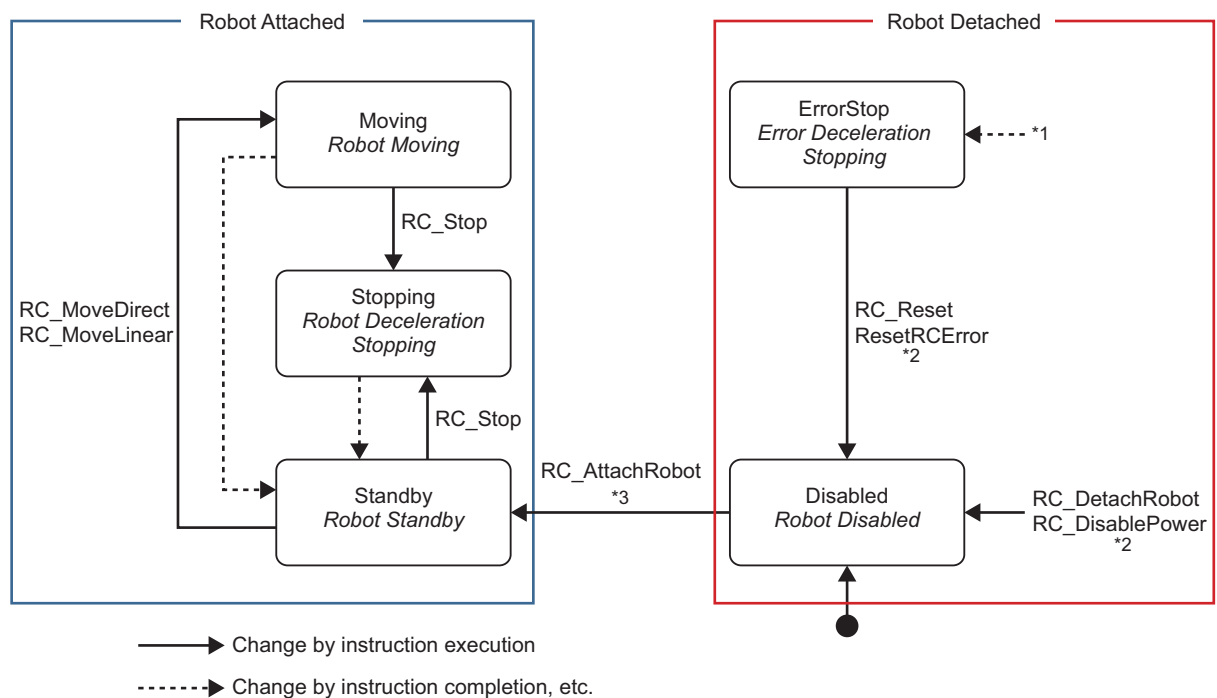 Robot Attached
Robot Detached
Moving
Robot Moving
ErrorStop
Error Deceleration
Stopping
*1
RC_Stop
RC_MoveDirect
RC_MoveLinear
Stopping
Robot Deceleration
Stopping
RC_Reset
ResetRCError
*2
RC_Stop
RC_AttachRobot
*3
Standby
Robot Standby
Disabled
Robot Disabled
RC_DetachRobot
RC_DisablePower
*2
Change by instruction execution
Change by instruction completion, etc.